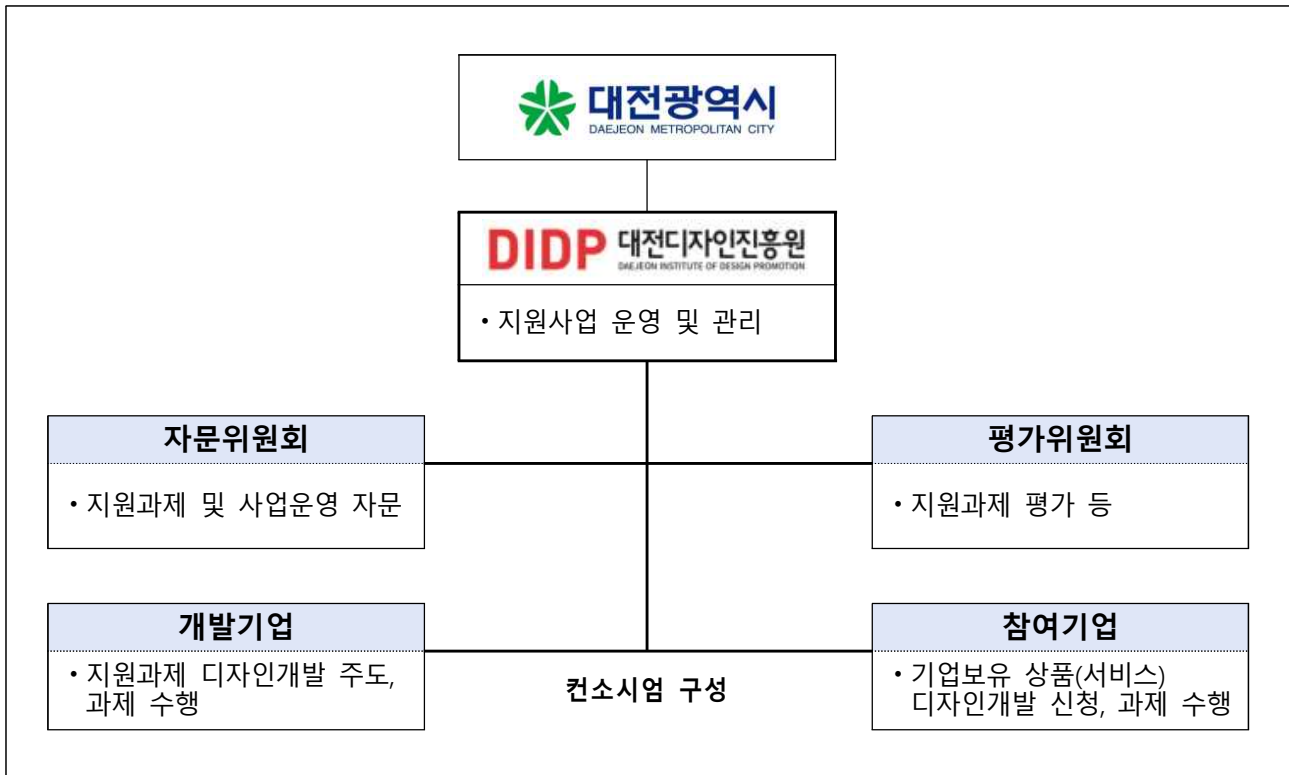 대전광역시
DAEJEON METROPOLITAN CITY
DIDP 대전디자인진흥원
DAEJEON INSTITUTE OF DESIGN PROMOTION
• 지원사업 운영 및 관리
자문위원회
• 지원과제 및 사업운영 자문
평가위원회
• 지원과제 평가 등
개발기업
• 지원과제 디자인개발 주도,
과제 수행
컨소시엄 구성
참여기업
• 기업보유 상품(서비스)
디자인개발 신청, 과제 수행